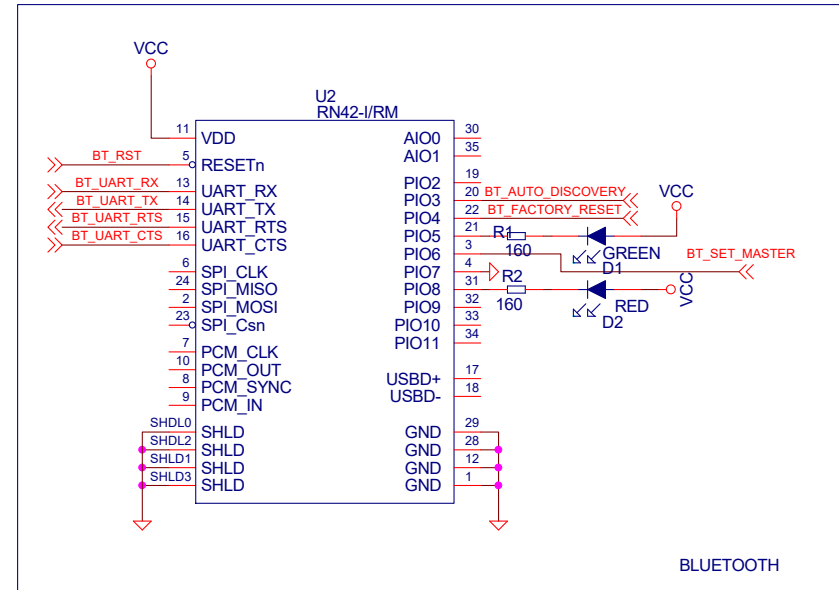 VCC
U2
RN42-I/RM
11 VDD
BT_RST 5 RESETn
BT_UART_RX 13 UART_RX
BT_UART_TX 14 UART_TX
BT_UART_RTS 15 UART_RTS
BT_UART_CTS 16 UART_CTS
6 SPI_CLK
24 SPI_MISO
2 SPI_MOSI
23 SPI_Csn
7 PCM_CLK
10 PCM_OUT
8 PCM_SYNC
9 PCM_IN
SHDL0 SHLD
SHDL2 SHLD
SHLD1 SHLD
SHLD3 SHLD
AIO0 30
AIO1 35
PIO2 19
PIO3 20 BT_AUTO_DISCOVERY
PIO4 22 BT_FACTORY_RESET
PIO5 21
PIO6 3
PIO7 4
PIO8 31
PIO9 32
PIO10 33
PIO11 34
USBD+ 17
USBD- 18
GND 29
GND 28
GND 12
GND 1
VCC
R1
160
GREEN
D1
BT_SET_MASTER
R2
160
RED
D2
VCC
BLUETOOTH